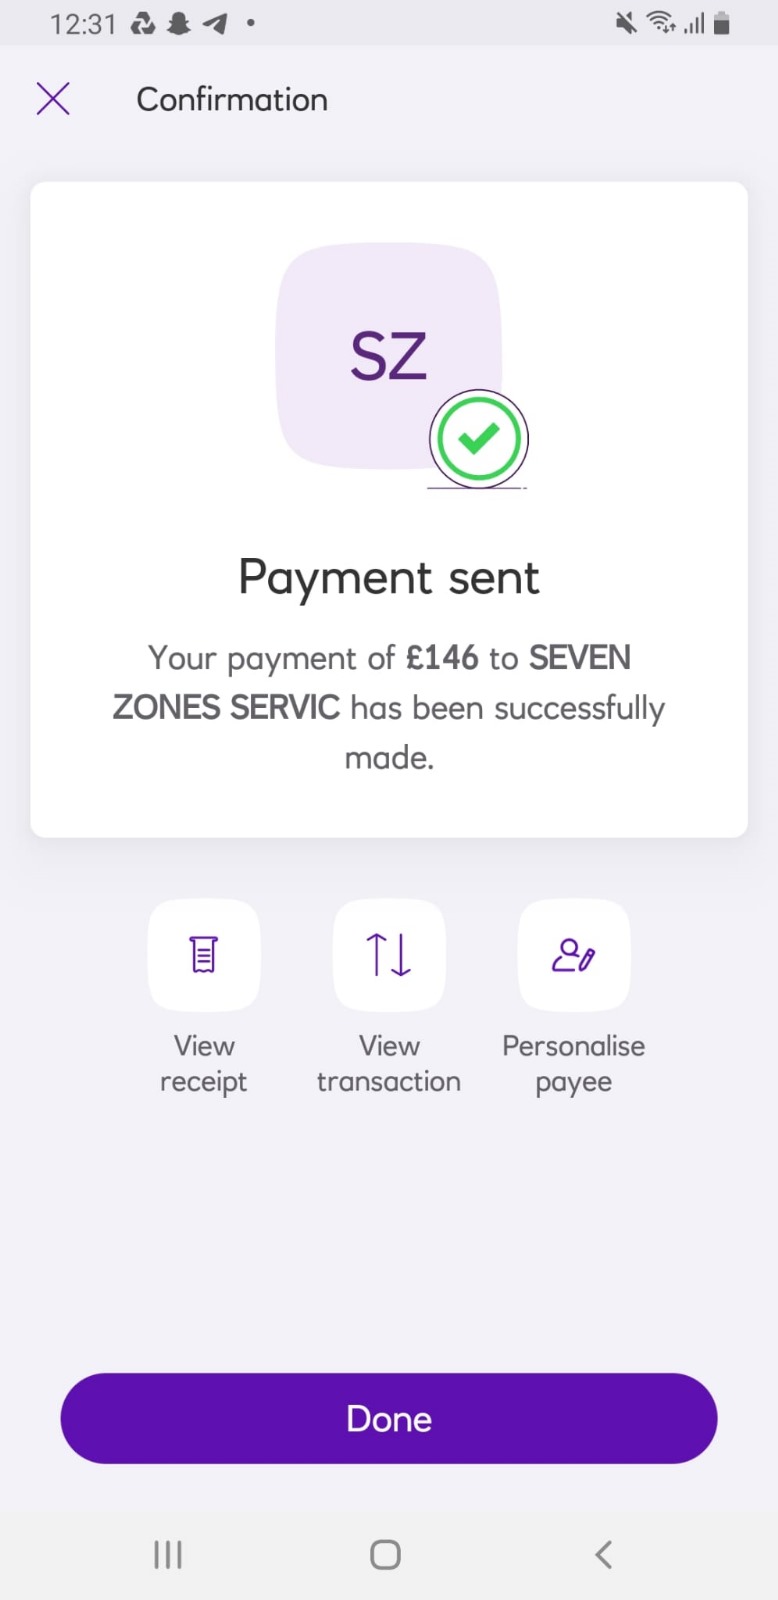 12:31
Confirmation
SZ
Payment sent
Your payment of £146 to SEVEN
ZONES SERVIC has been successfully
made.
View
receipt
View
transaction
Personalise
payee
Done